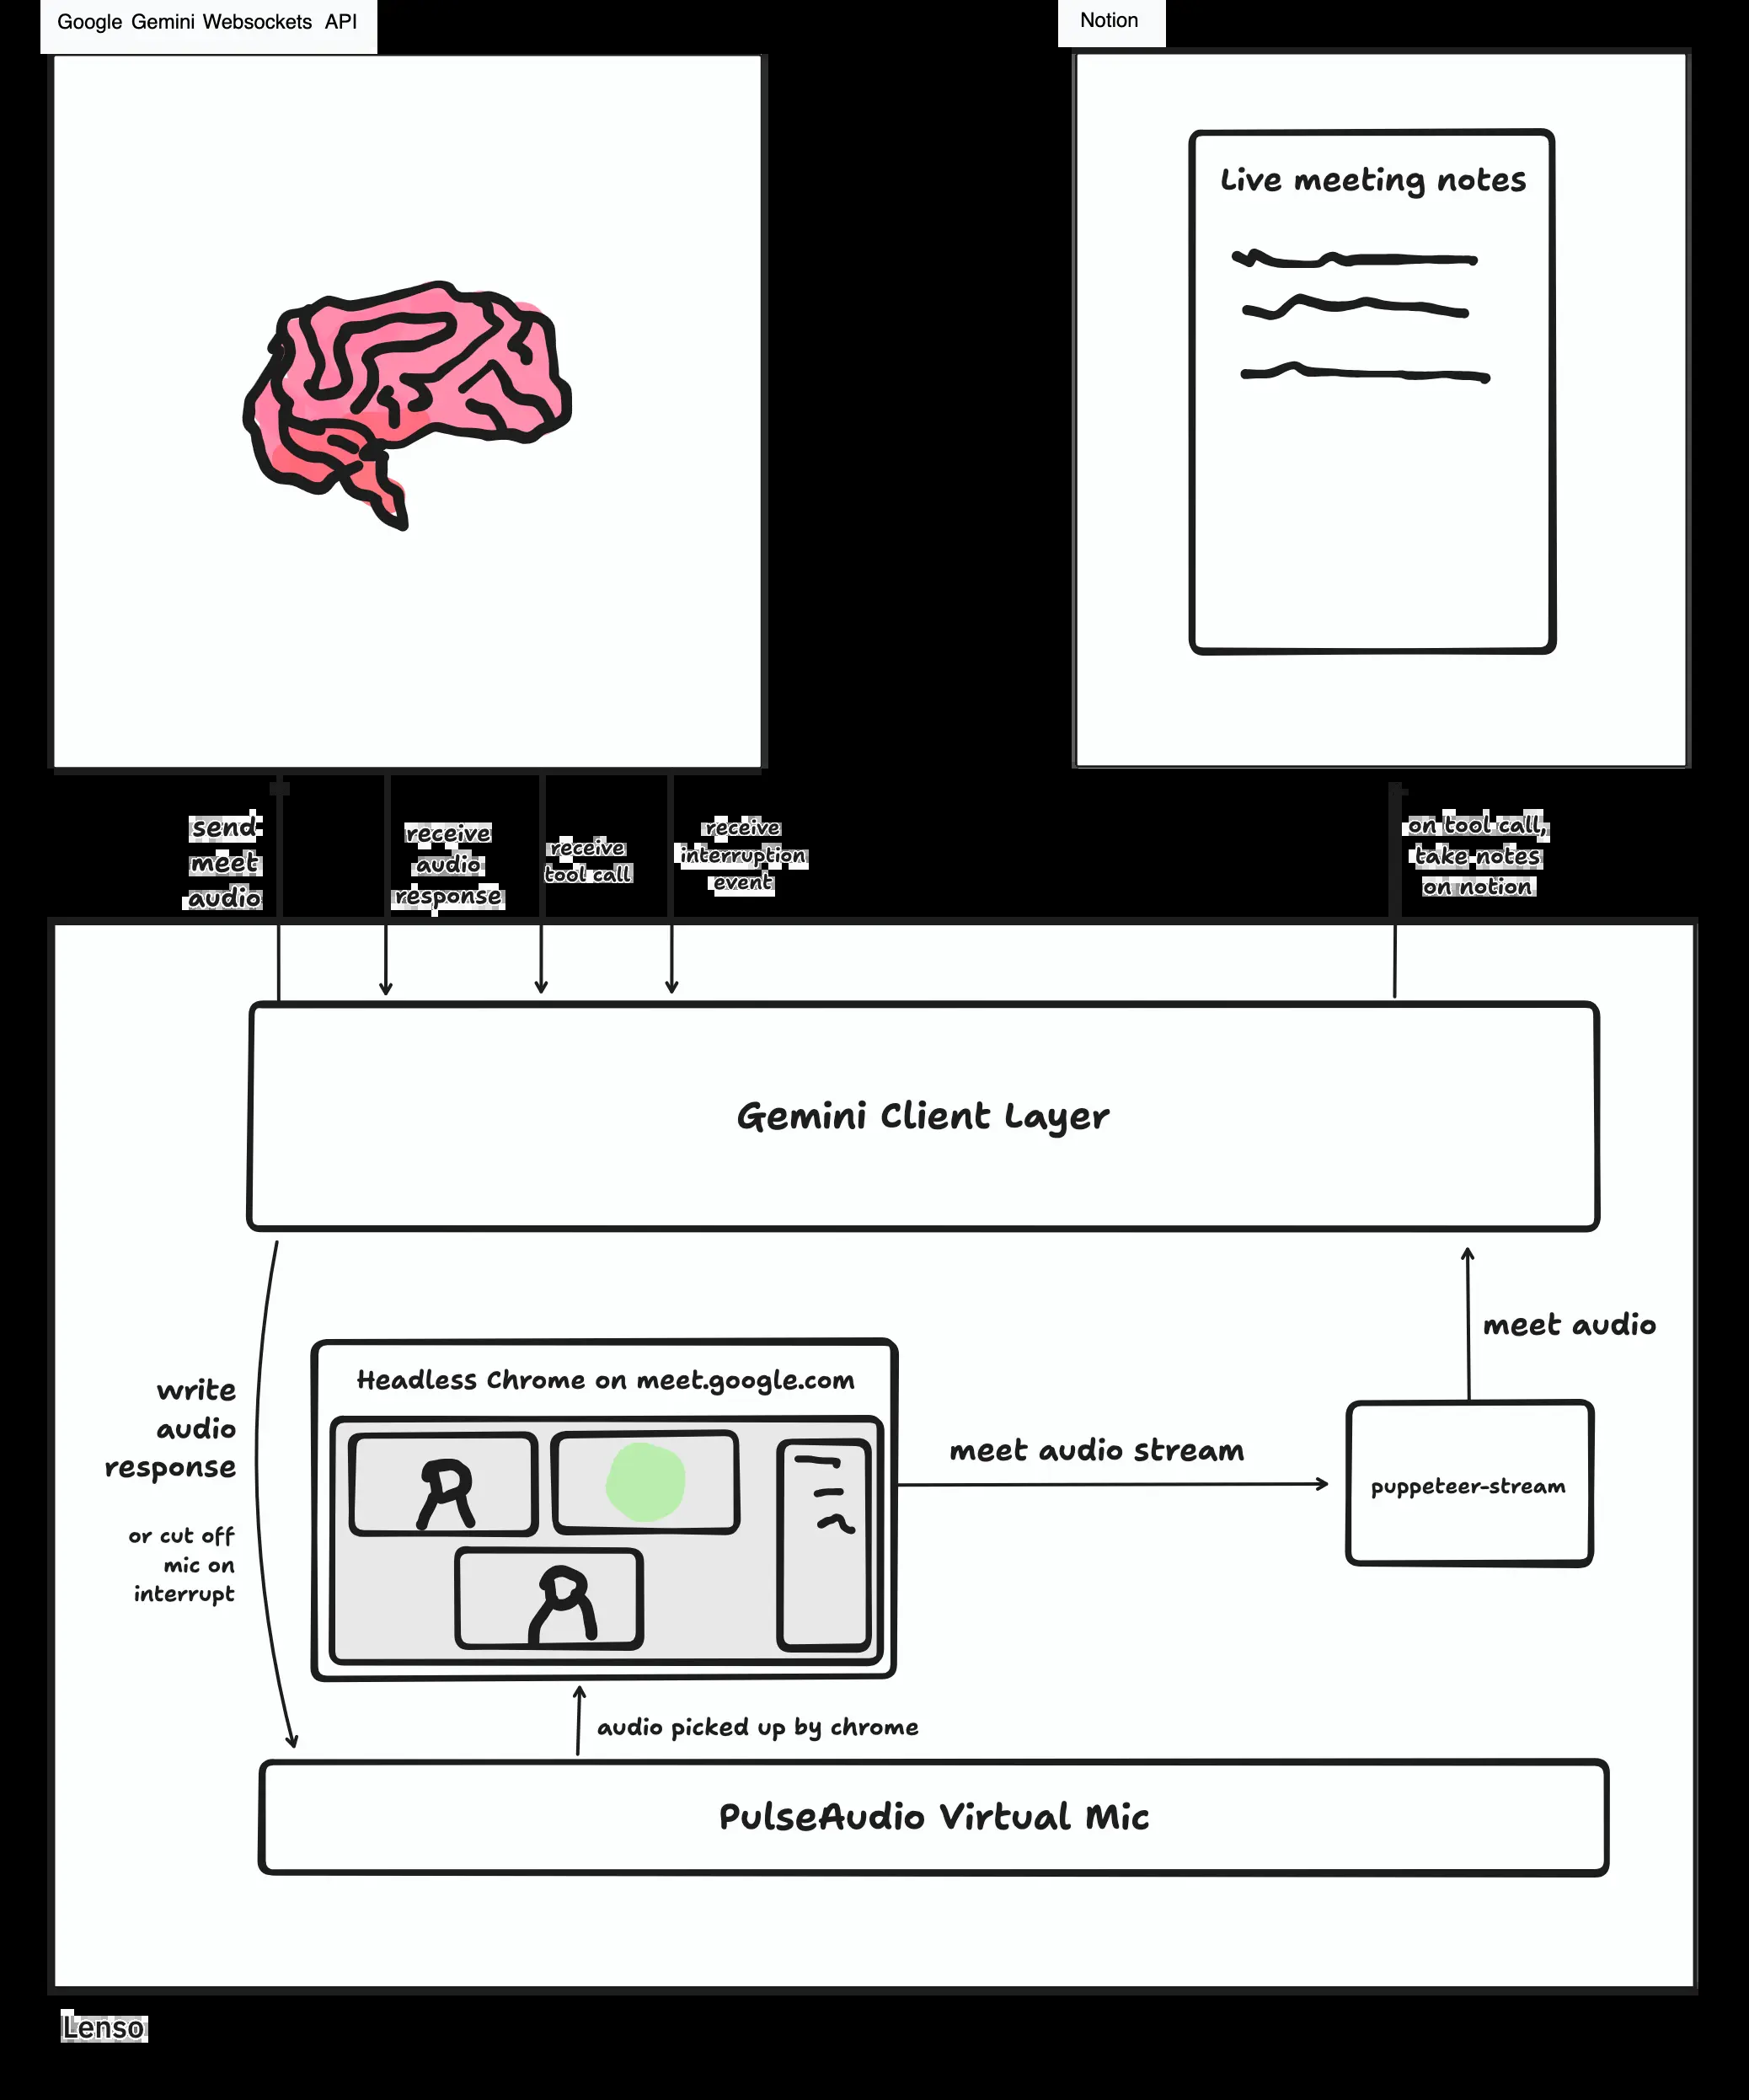 Google Gemini Websockets API
Notion
Live meeting notes
send
meet
audio
receive
audio
response
receive
tool call
receive
interruption
event
on tool call,
take notes
on notion
Gemini Client Layer
write
audio
response
or cut off
mic on
interrupt
Headless Chrome on meet.google.com
meet audio stream
meet audio
puppeteer-stream
audio picked up by chrome
PulseAudio Virtual Mic
Lenso